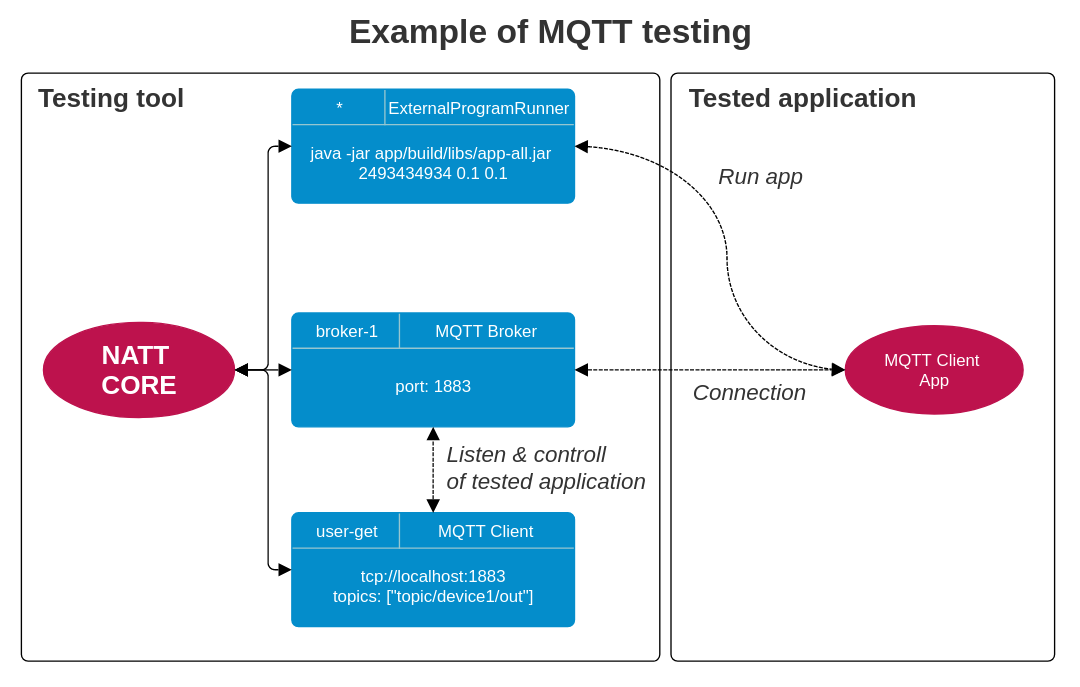 Example of MQTT testing
Testing tool
* ExternalProgramRunner
java -jar app/build/libs/app-all.jar
2493434934 0.1 0.1
NATT
CORE
broker-1 MQTT Broker
port: 1883
Listen & controll
of tested application
user-get MQTT Client
tcp://localhost:1883
topics: ["topic/device1/out"]
Tested application
Run app
Connection
MQTT Client
App